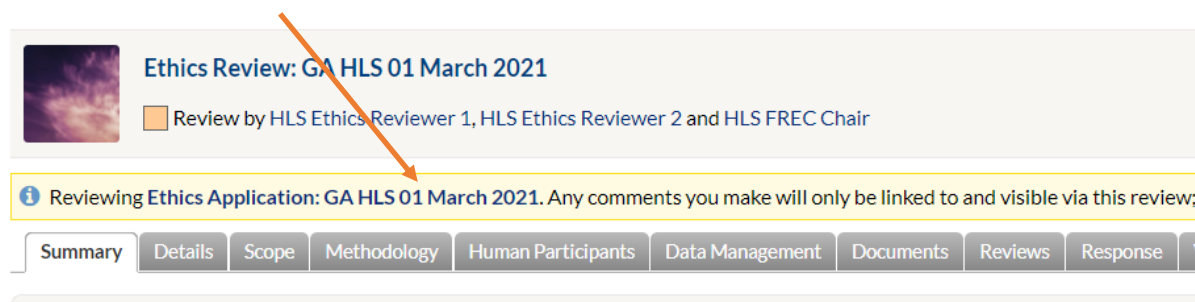 Ethics Review: GA HLS 01 March 2021
Review by HLS Ethics Reviewer 1, HLS Ethics Reviewer 2 and HLS FREC Chair
Reviewing Ethics Application: GA HLS 01 March 2021. Any comments you make will only be linked to and visible via this review;
Summary Details Scope Methodology Human Participants Data Management Documents Reviews Response